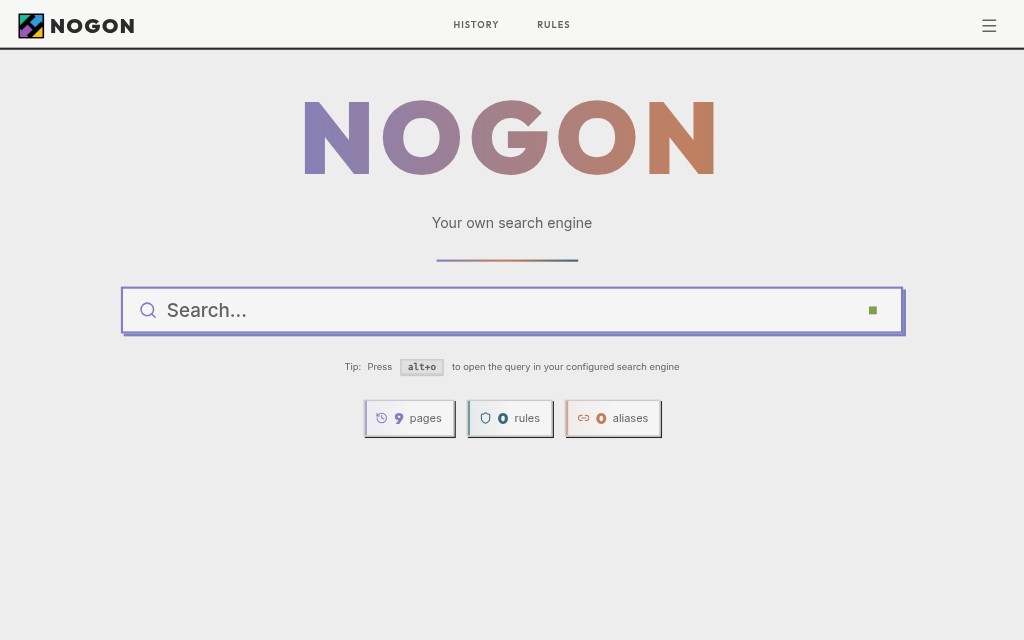 NOGON
HISTORY
RULES
NOGON
Your own search engine
Search...
Tip: Press alt+o to open the query in your configured search engine
9 pages
0 rules
0 aliases